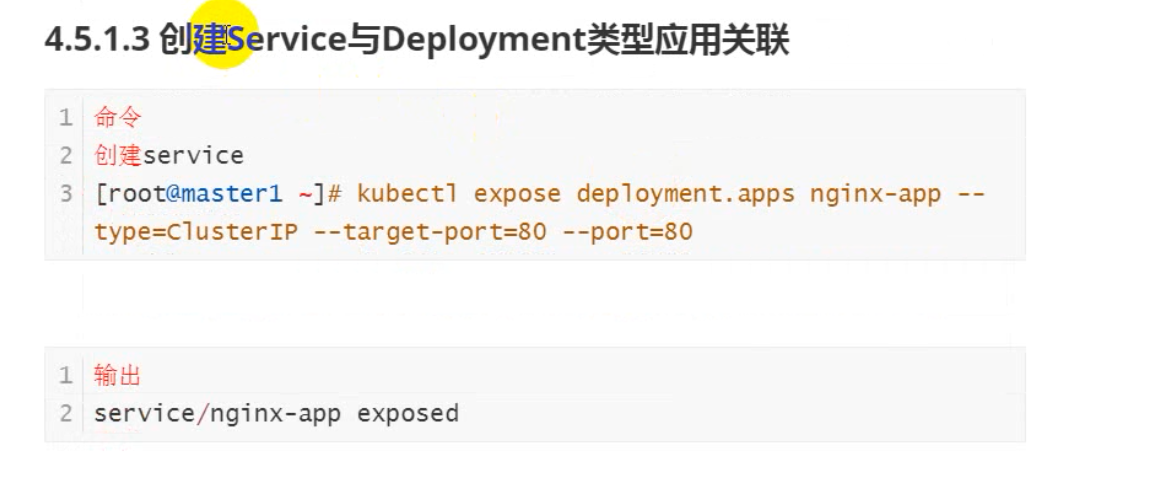 4.5.1.3 创建Service与Deployment类型应用关联
1 命令
2 创建service
3 [root@master1 ~]# kubectl expose deployment.apps nginx-app --
type=ClusterIP --target-port=80 --port=80
1 输出
2 service/nginx-app exposed